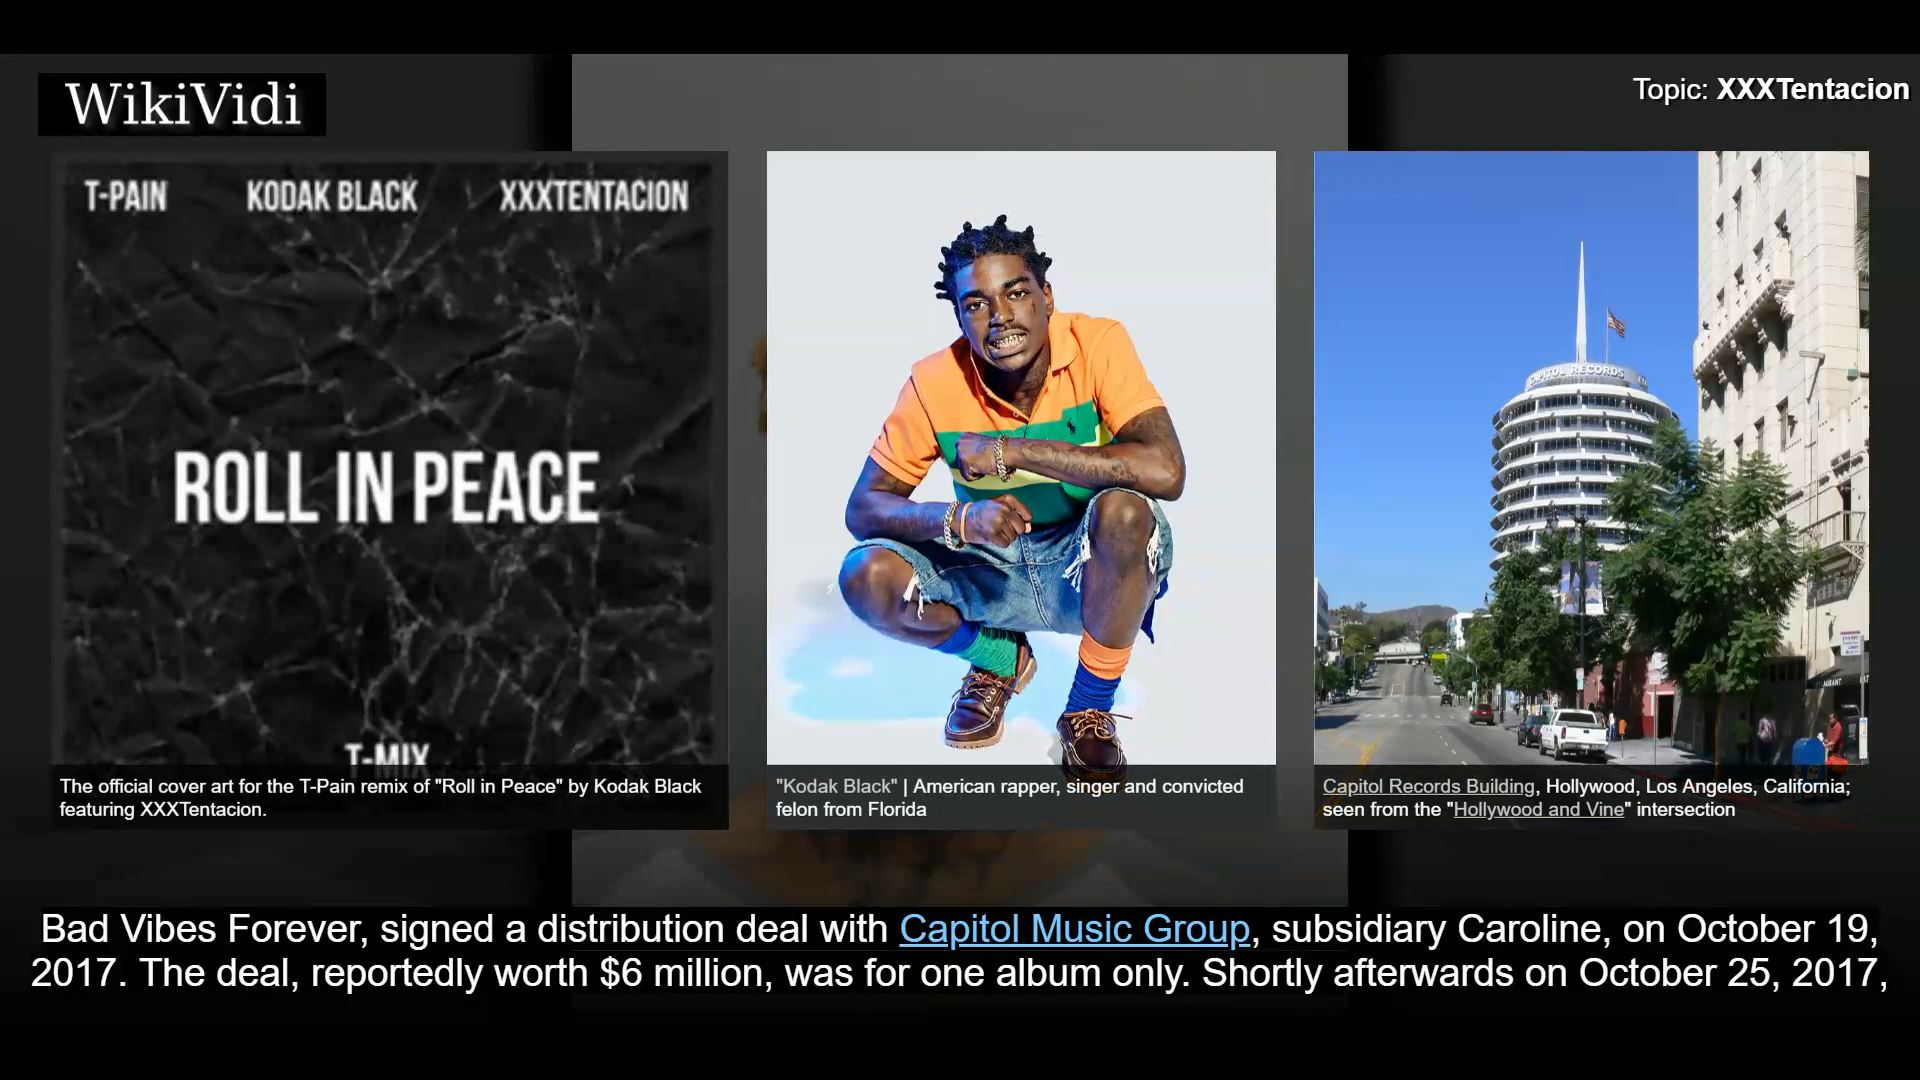 WikiVidi
Topic: XXXTentacion
T-PAIN KODAK BLACK XXXTENTACION
ROLL IN PEACE
T-MIX
The official cover art for the T-Pain remix of "Roll in Peace" by Kodak Black
featuring XXXTentacion.
"Kodak Black" | American rapper, singer and convicted
felon from Florida
CAPITOL RECORDS
Capitol Records Building, Hollywood, Los Angeles, California;
seen from the "Hollywood and Vine" intersection
Bad Vibes Forever, signed a distribution deal with Capitol Music Group, subsidiary Caroline, on October 19,
2017. The deal, reportedly worth $6 million, was for one album only. Shortly afterwards on October 25, 2017,